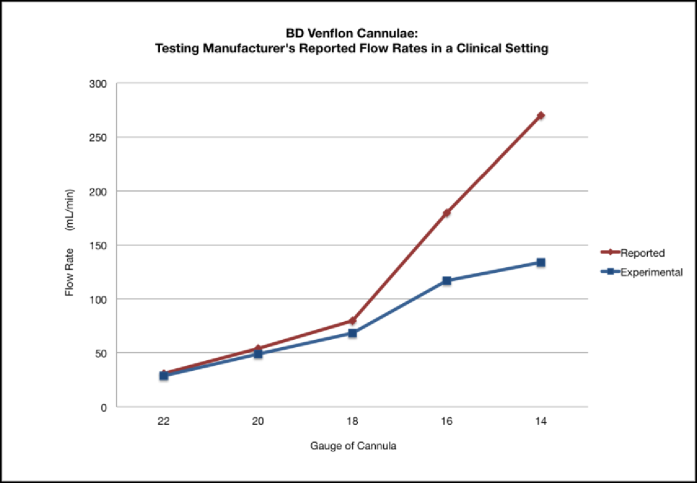 BD Venflon Cannulae:
Testing Manufacturer's Reported Flow Rates in a Clinical Setting
300
250
200
150
100
50
0
Flow Rate (mL/min)
22 20 18 16 14
Gauge of Cannula
Reported
Experimental